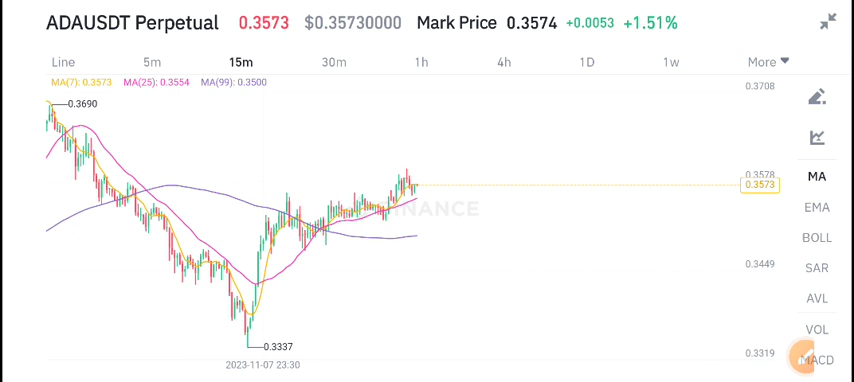 ADAUSDT Perpetual 0.3573 $0.35730000 Mark Price 0.3574 +0.0053 +1.51%
Line 5m 15m 30m 1h 4h 1D 1w More
MA(7): 0.3573 MA(25): 0.3554 MA(99): 0.3500
0.3708
0.3690
0.3578
0.3573
MA
EMA
NANCE
BOLL
0.3449
SAR
AVL
VOL
0.3337
0.3319
MACD
2023-11-07 23:30